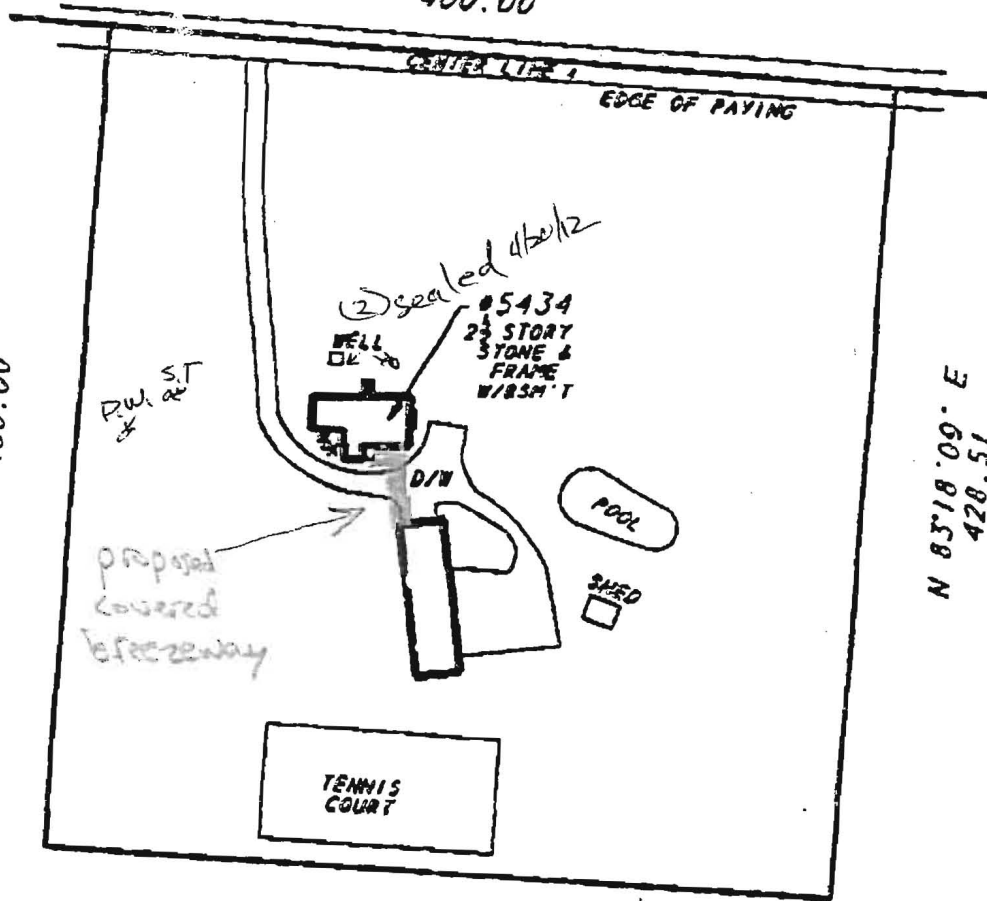 400.00
CENTER LINE
EDGE OF PAVING
② sealed 4/20/12
#5434
2½ STORY
STONE &
FRAME
W/BSM'T
WELL
S.T
D.W.
D/W
POOL
N 83°18'09" E
428.51
proposed
covered
breezeway
SHED
TENNIS
COURT